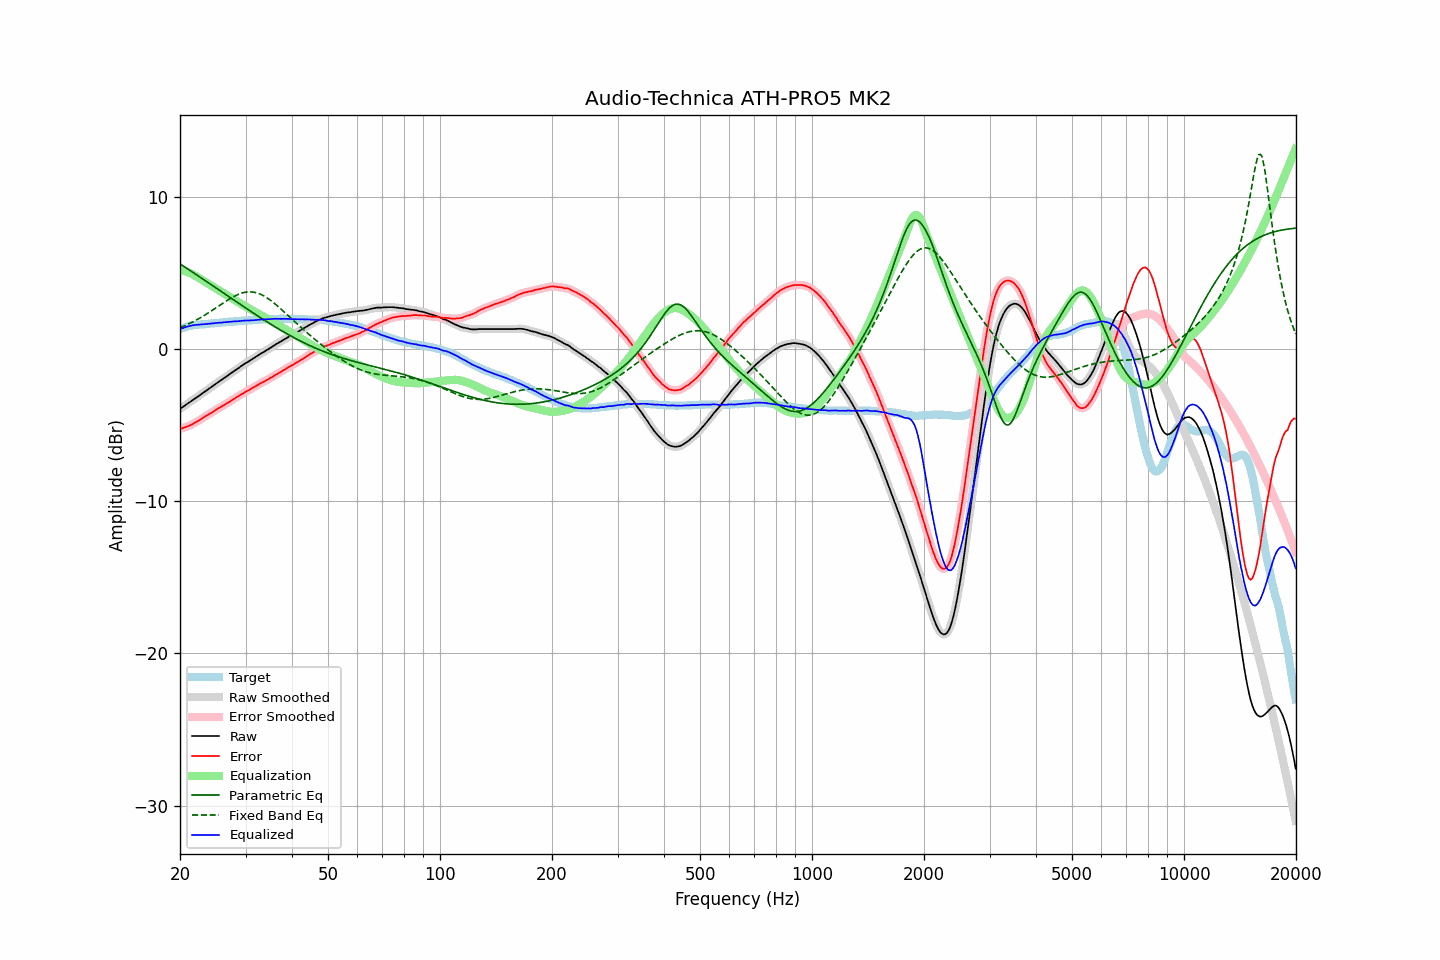 Audio-Technica ATH-PRO5 MK2
Amplitude (dBr)
10
0
−10
−20
−30
Target
Raw Smoothed
Error Smoothed
Raw
Error
Equalization
Parametric Eq
Fixed Band Eq
Equalized
20 50 100 200 500 1000 2000 5000 10000 20000
Frequency (Hz)